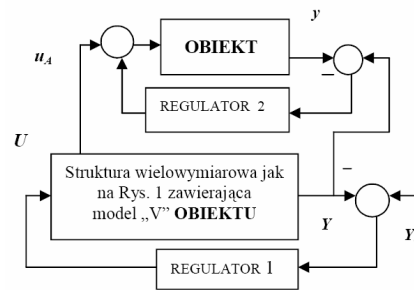 y
OBIEKT
u_A
–
REGULATOR 2
U
Struktura wielowymiarowa jak
na Rys. 1 zawierająca
model „V” OBIEKTU
–
Y
Y
REGULATOR 1